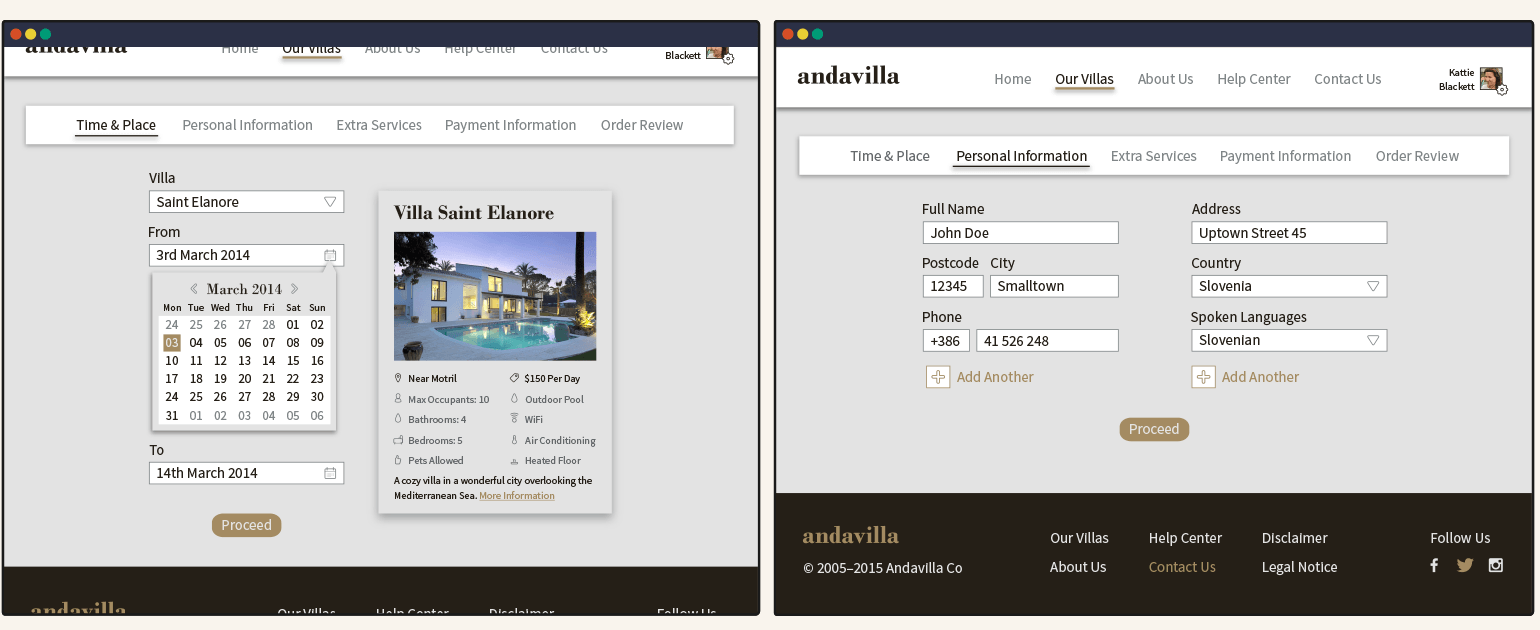 andavilla
Home Our Villas About Us Help Center Contact Us
Blackett
Time & Place Personal Information Extra Services Payment Information Order Review
Villa
Saint Elanore
From
3rd March 2014
March 2014
Mon Tue Wed Thu Fri Sat Sun
24 25 26 27 28 01 02
03 04 05 06 07 08 09
10 11 12 13 14 15 16
17 18 19 20 21 22 23
24 25 26 27 28 29 30
31 01 02 03 04 05 06
To
14th March 2014
Proceed
Villa Saint Elanore
Near Motril $150 Per Day
Max Occupants: 10 Outdoor Pool
Bathrooms: 4 WiFi
Bedrooms: 5 Air Conditioning
Pets Allowed Heated Floor
A cozy villa in a wonderful city overlooking the
Mediterranean Sea. More Information
andavilla Our Villas Help Center Disclaimer Follow Us
andavilla
Home Our Villas About Us Help Center Contact Us
Kattie
Blackett
Time & Place Personal Information Extra Services Payment Information Order Review
Full Name Address
John Doe Uptown Street 45
Postcode City Country
12345 Smalltown Slovenia
Phone Spoken Languages
+386 41 526 248 Slovenian
Add Another Add Another
Proceed
andavilla Our Villas Help Center Disclaimer Follow Us
© 2005–2015 Andavilla Co About Us Contact Us Legal Notice